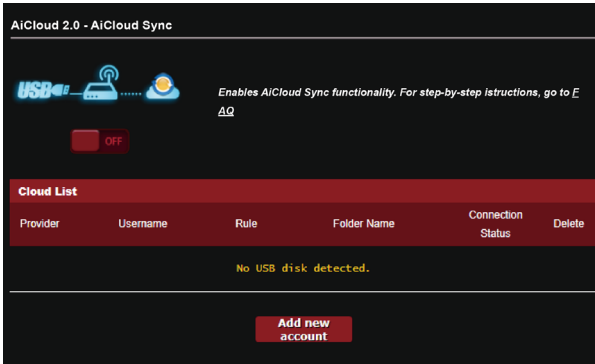 AiCloud 2.0 - AiCloud Sync
USB
Enables AiCloud Sync functionality. For step-by-step istructions, go to F
AQ
OFF
Cloud List
Provider Username Rule Folder Name Connection Status Delete
No USB disk detected.
Add new
account